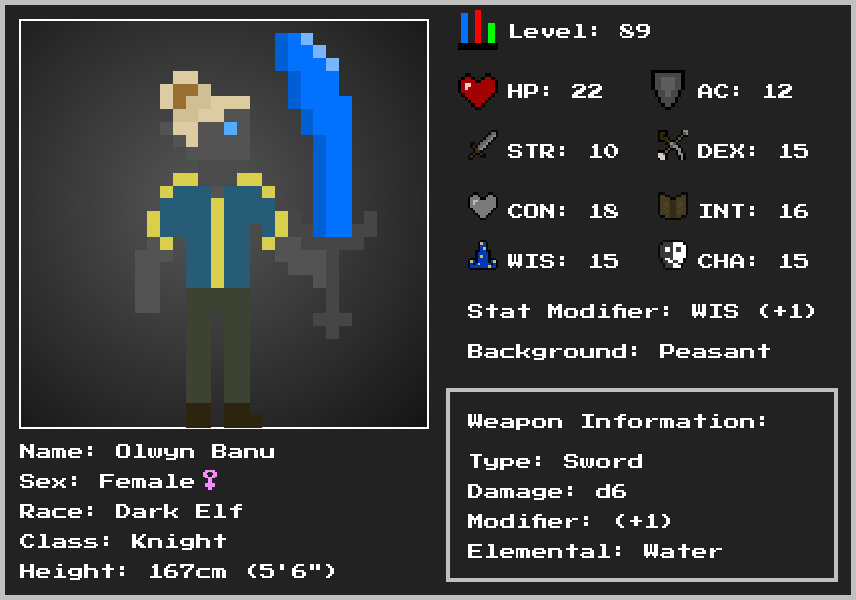 Level: 89
HP: 22 AC: 12
STR: 10 DEX: 15
CON: 18 INT: 16
WIS: 15 CHA: 15
Stat Modifier: WIS (+1)
Background: Peasant
Weapon Information:
Type: Sword
Damage: d6
Modifier: (+1)
Elemental: Water
Name: Olwyn Banu
Sex: Female♀
Race: Dark Elf
Class: Knight
Height: 167cm (5'6")